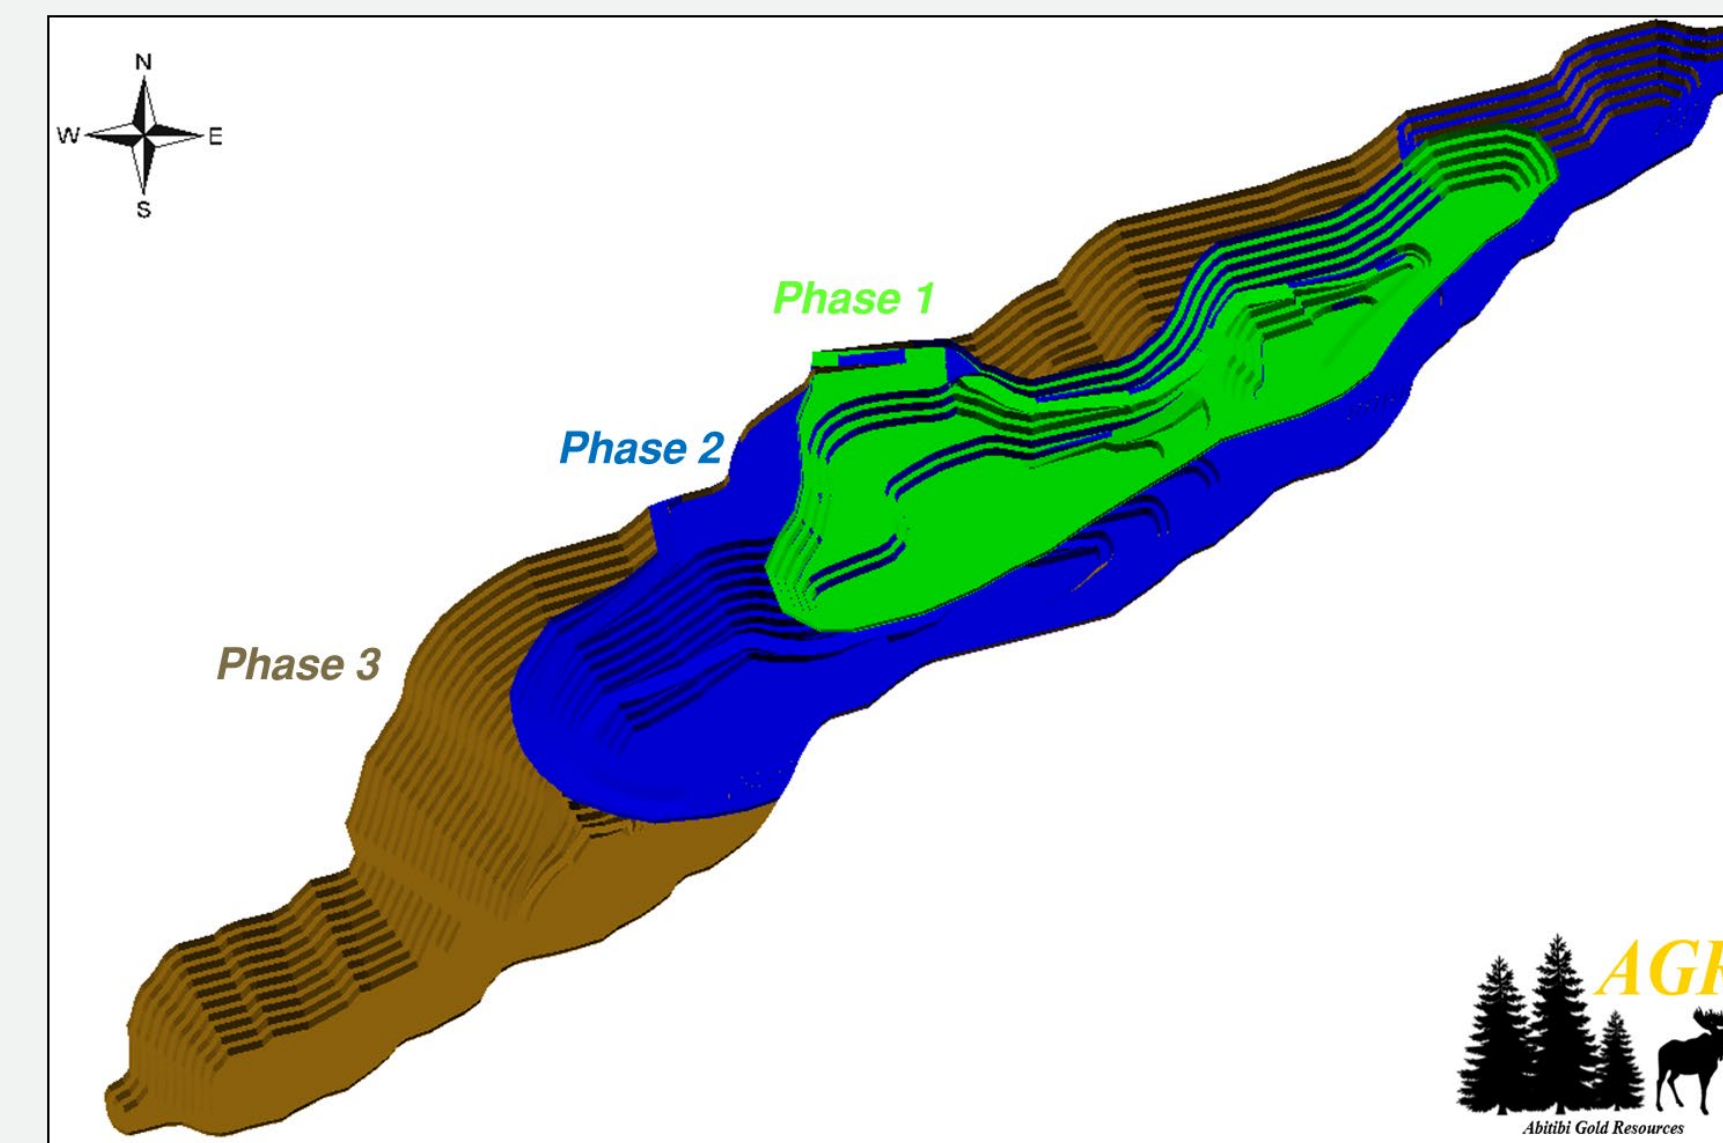 N
W E
S
Phase 1
Phase 2
Phase 3
Abitibi Gold Resources